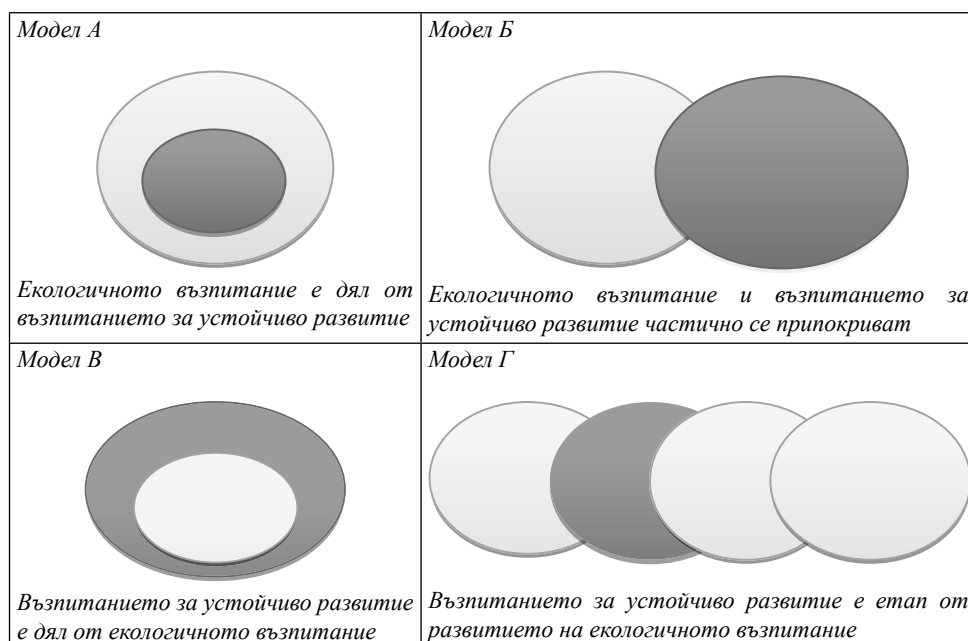 Модел А
Екологичното възпитание е дял от
възпитанието за устойчиво развитие
Модел Б
Екологичното възпитание и възпитанието за
устойчиво развитие частично се припокриват
Модел В
Възпитанието за устойчиво развитие
е дял от екологичното възпитание
Модел Г
Възпитанието за устойчиво развитие е етап от
развитието на екологичното възпитание